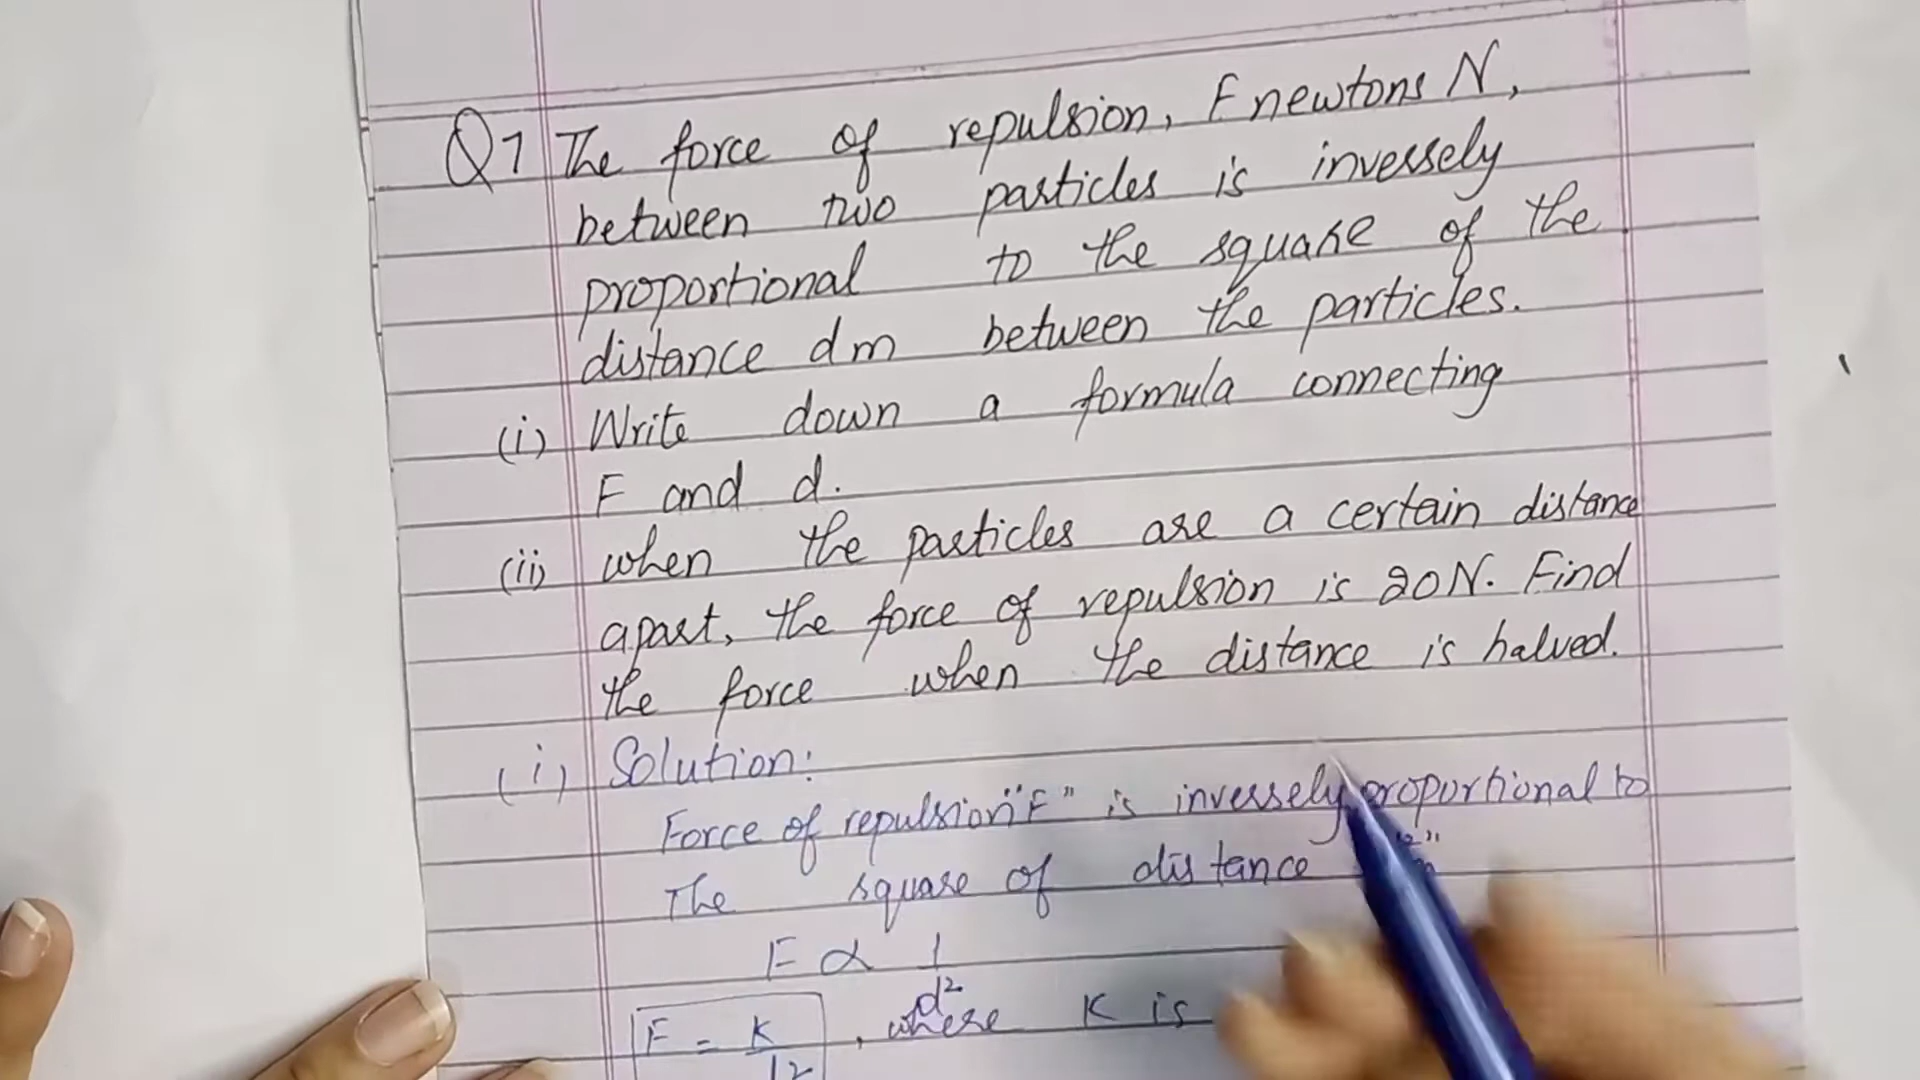 Q1 The force of repulsion, F newtons N,
between two particles is inversely
proportional to the square of the
distance dm between the particles.
(i) Write down a formula connecting
F and d.
(ii) when the particles are a certain distance
apart, the force of repulsion is 20N. Find
the force when the distance is halved.
(i) Solution:
Force of repulsion "F" is inversely proportional to
The square of distance
F ∝ 1/d²
F = K/d², where K is